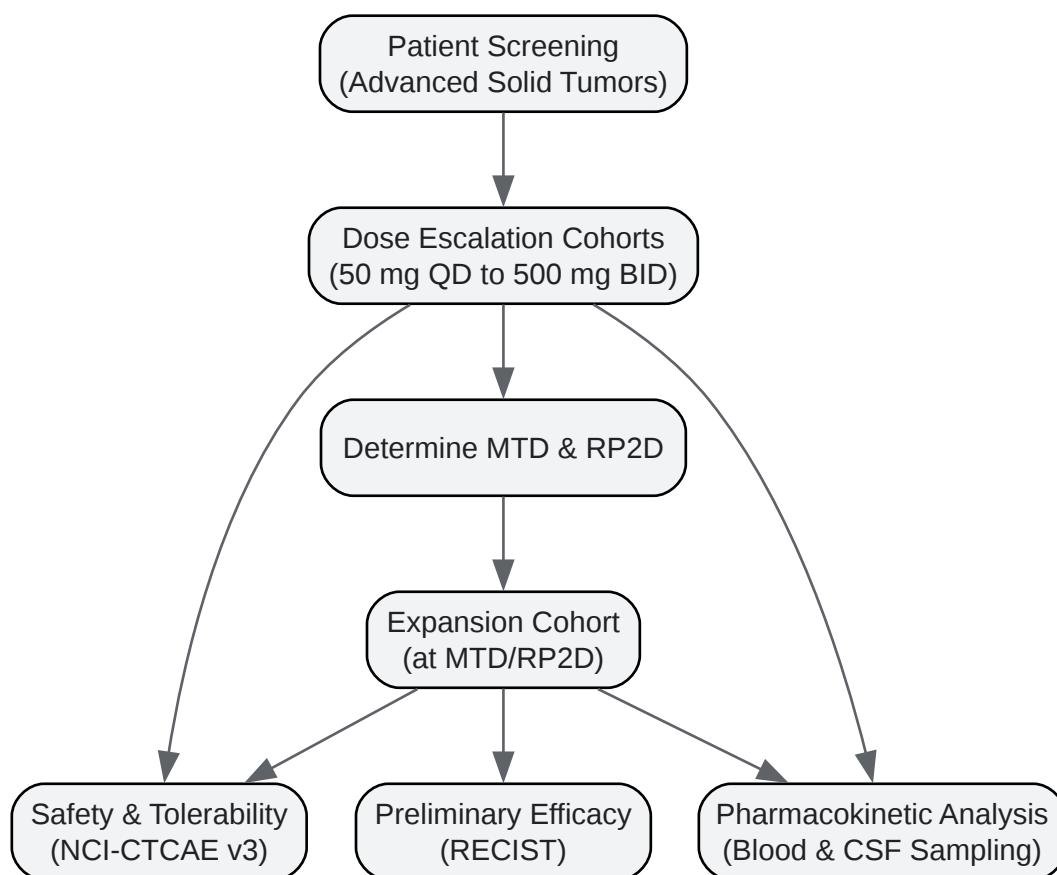 Patient Screening
(Advanced Solid Tumors)
Dose Escalation Cohorts
(50 mg QD to 500 mg BID)
Determine MTD & RP2D
Expansion Cohort
(at MTD/RP2D)
Safety & Tolerability
(NCI-CTCAE v3)
Preliminary Efficacy
(RECIST)
Pharmacokinetic Analysis
(Blood & CSF Sampling)